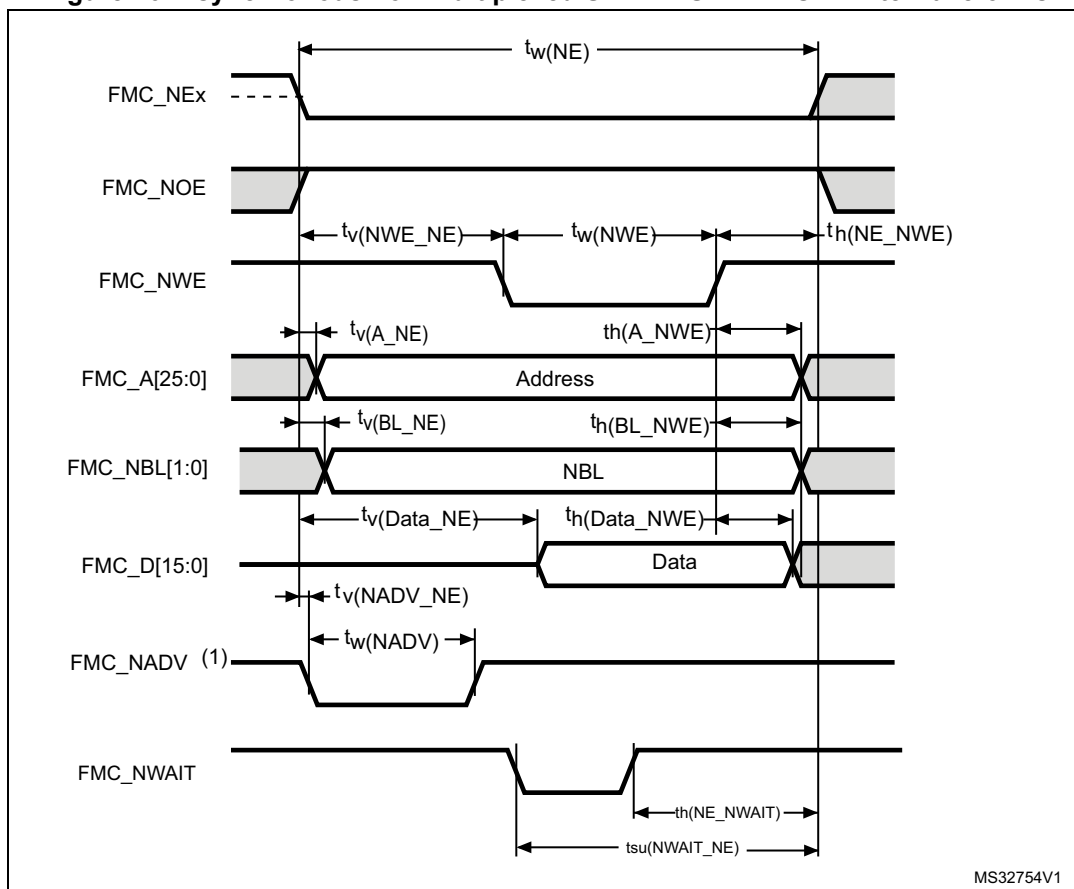 tw(NE)
FMC_NEx
FMC_NOE
tv(NWE_NE)
tw(NWE)
th(NE_NWE)
FMC_NWE
tv(A_NE)
th(A_NWE)
FMC_A[25:0]
Address
tv(BL_NE)
th(BL_NWE)
FMC_NBL[1:0]
NBL
tv(Data_NE)
th(Data_NWE)
FMC_D[15:0]
Data
tv(NADV_NE)
tw(NADV)
FMC_NADV (1)
FMC_NWAIT
th(NE_NWAIT)
tsu(NWAIT_NE)
MS32754V1